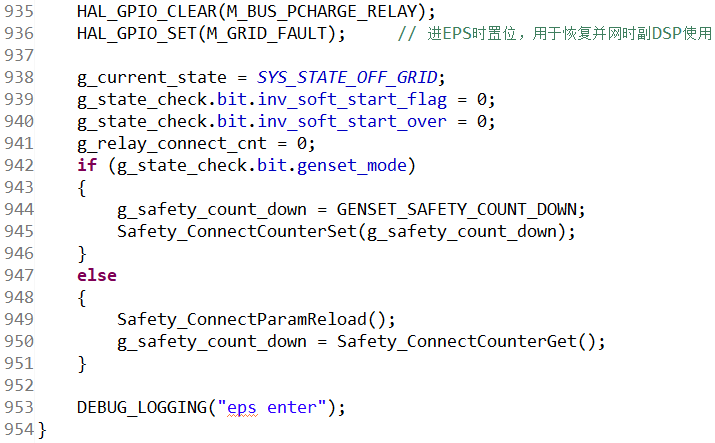 935    HAL_GPIO_CLEAR(M_BUS_PCHARGE_RELAY);
936    HAL_GPIO_SET(M_GRID_FAULT);     // 进EPS时置位，用于恢复并网时副DSP使用
937
938    g_current_state = SYS_STATE_OFF_GRID;
939    g_state_check.bit.inv_soft_start_flag = 0;
940    g_state_check.bit.inv_soft_start_over = 0;
941    g_relay_connect_cnt = 0;
942    if (g_state_check.bit.genset_mode)
943    {
944        g_safety_count_down = GENSET_SAFETY_COUNT_DOWN;
945        Safety_ConnectCounterSet(g_safety_count_down);
946    }
947    else
948    {
949        Safety_ConnectParamReload();
950        g_safety_count_down = Safety_ConnectCounterGet();
951    }
952
953    DEBUG_LOGGING("eps enter");
954}